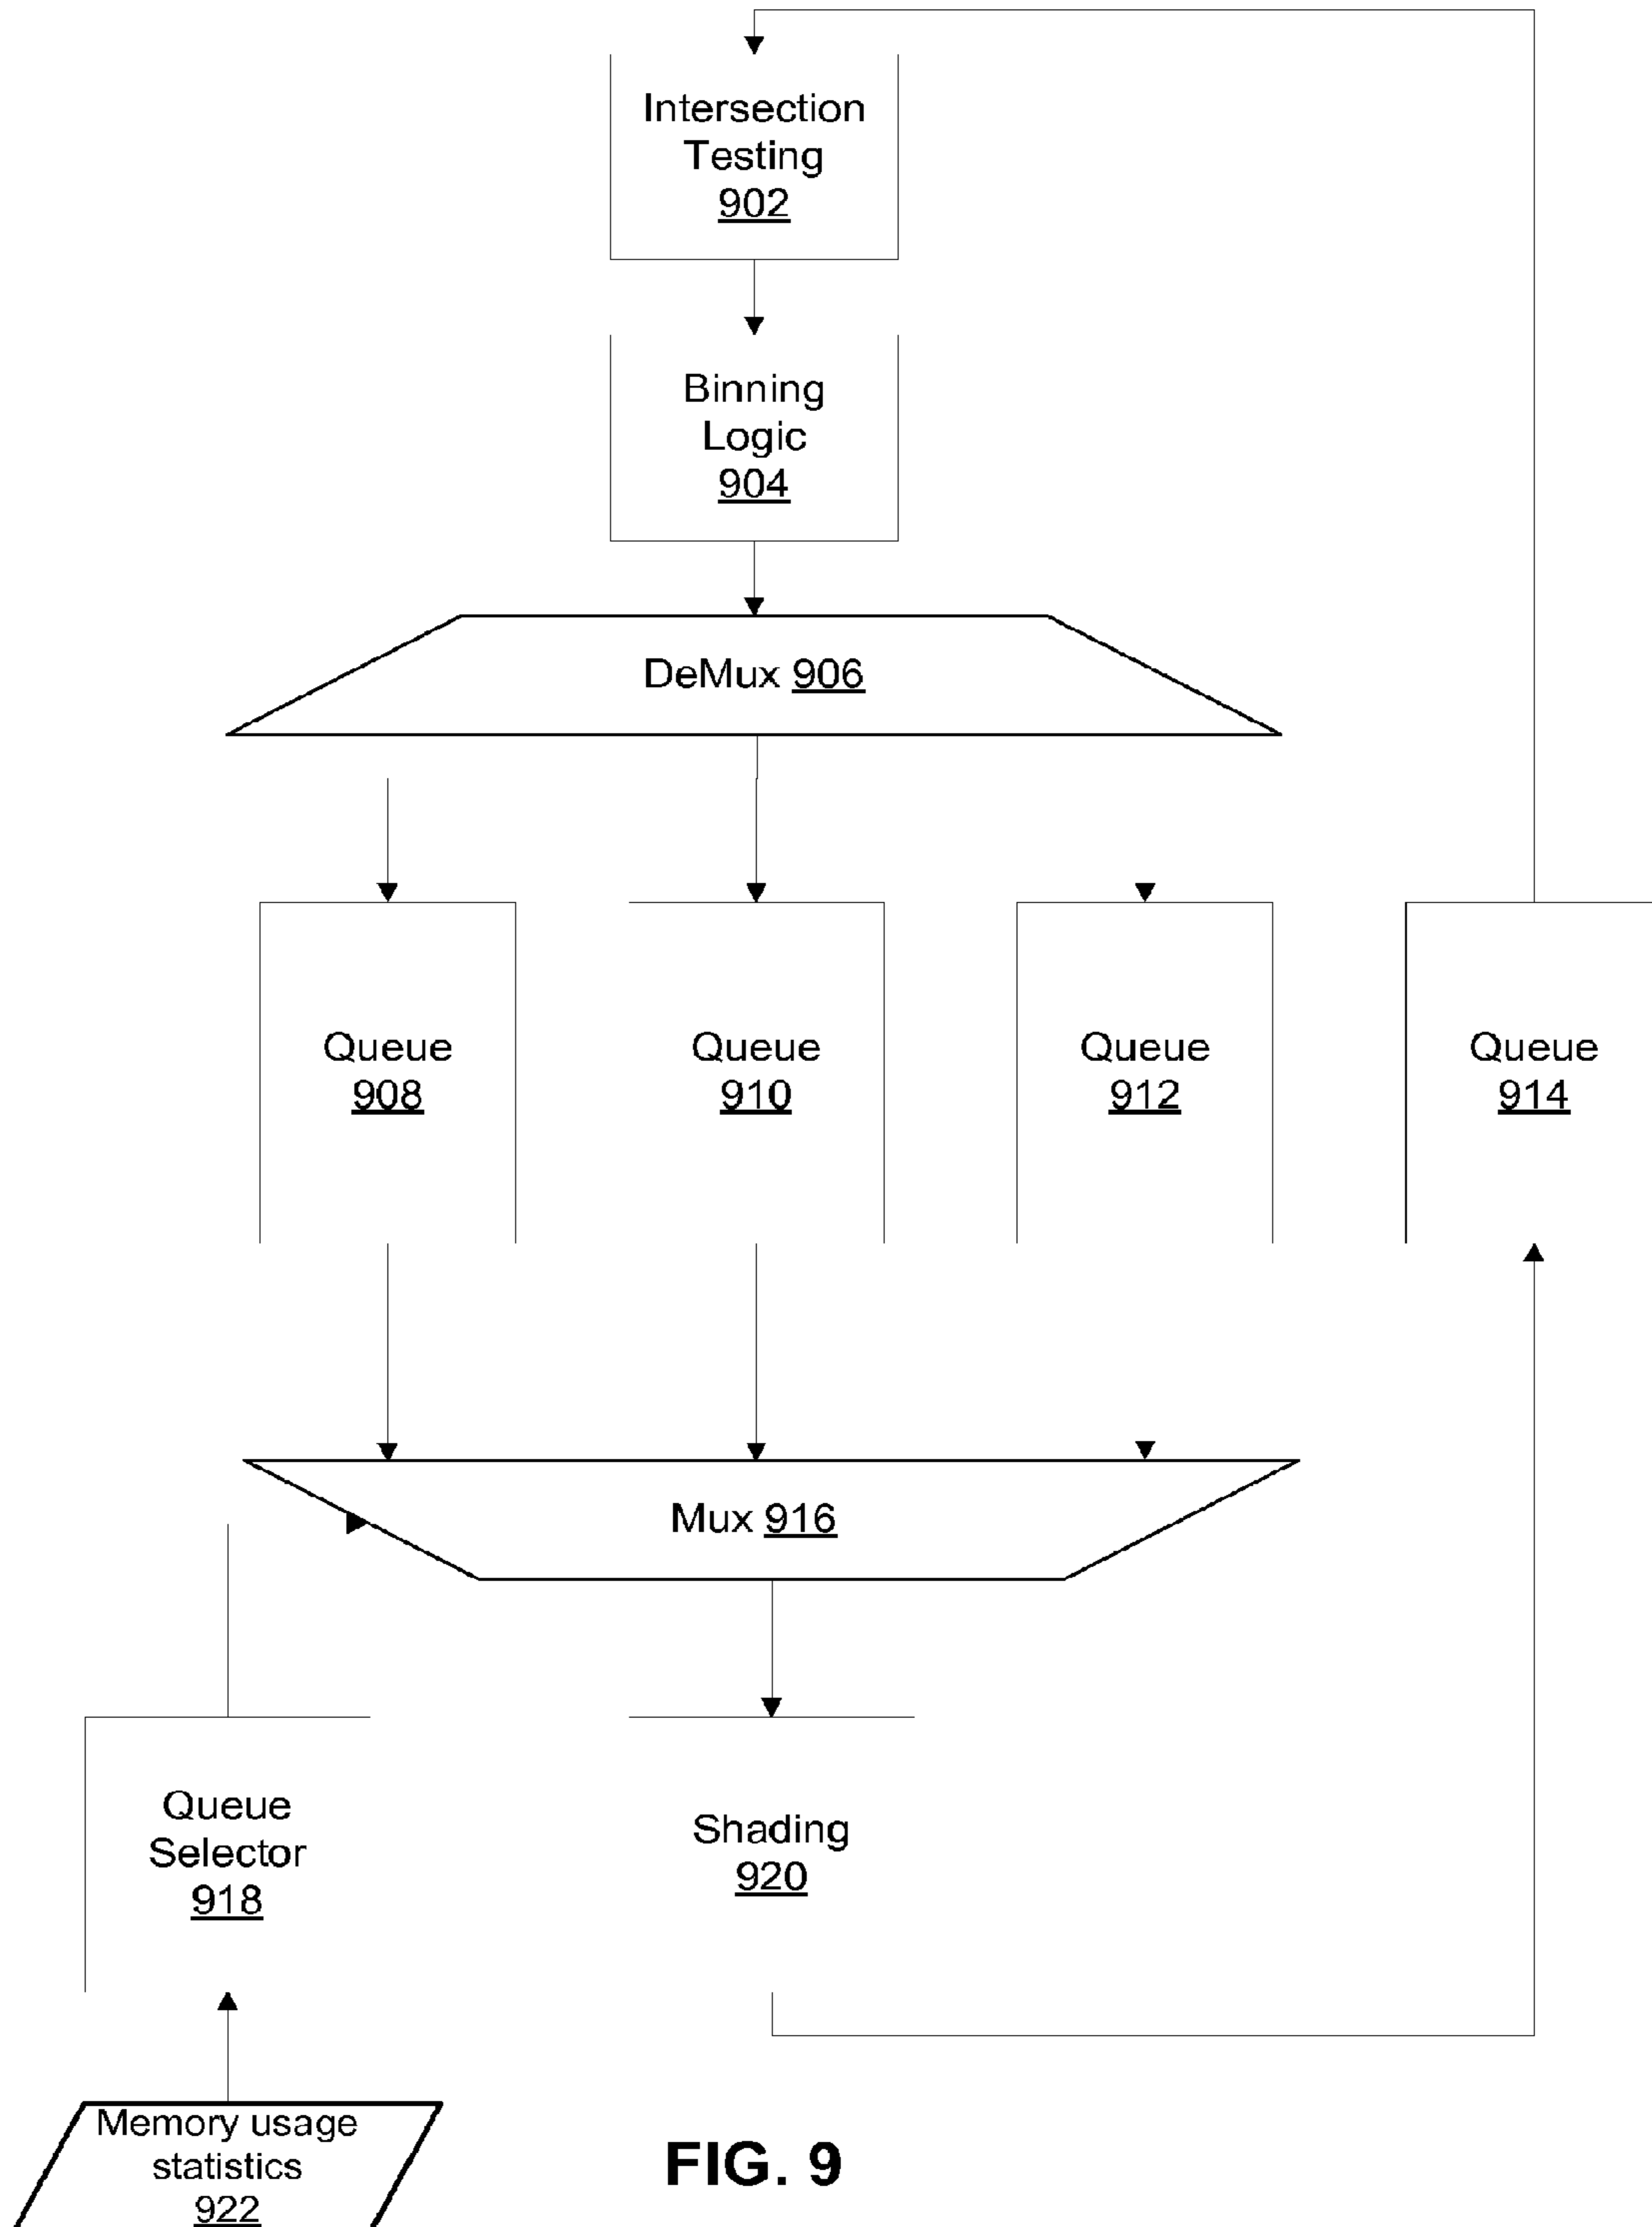 Intersection
Testing
902
Binning
Logic
904
DeMux 906
Queue
908
Queue
910
Queue
912
Queue
914
Mux 916
Queue
Selector
918
Shading
920
Memory usage
statistics
922
FIG. 9